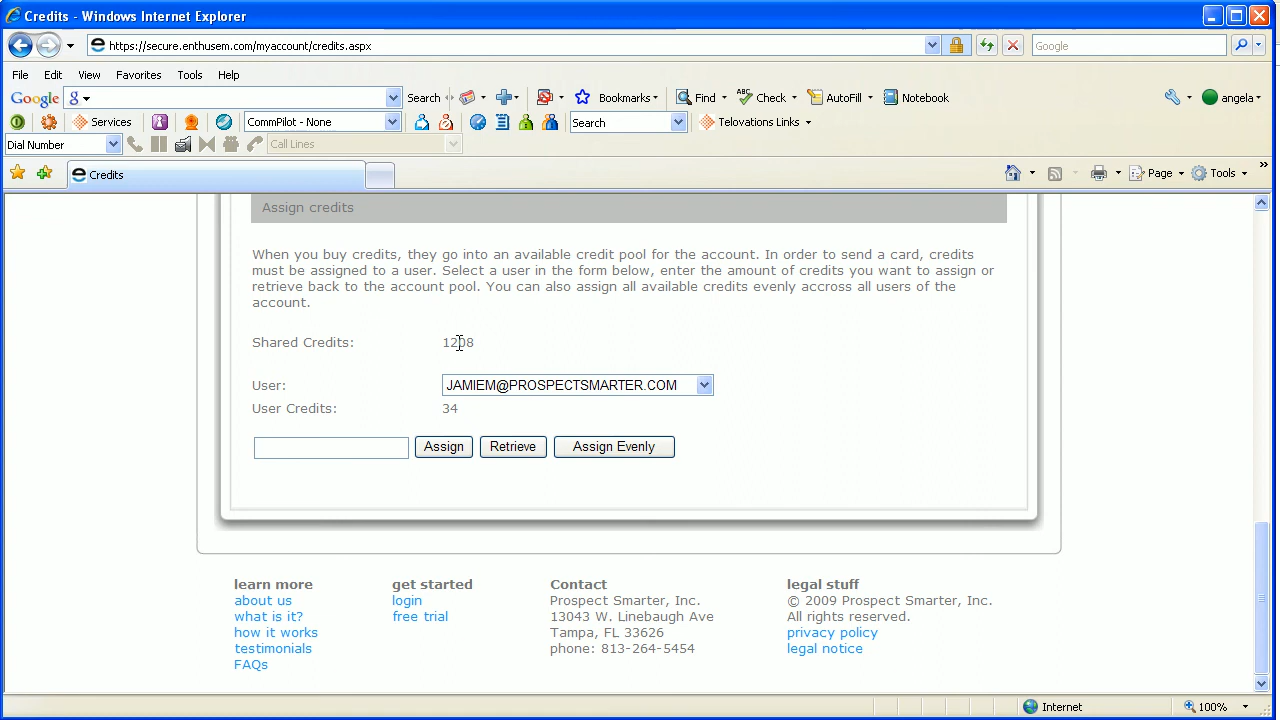 Credits - Windows Internet Explorer
https://secure.enthusem.com/myaccount/credits.aspx
Google
File Edit View Favorites Tools Help
Google g Search Bookmarks Find ABC Check AutoFill Notebook angela
Services CommPilot - None Search Telovations Links
Dial Number Call Lines
Credits Page Tools
Assign credits
When you buy credits, they go into an available credit pool for the account. In order to send a card, credits
must be assigned to a user. Select a user in the form below, enter the amount of credits you want to assign or
retrieve back to the account pool. You can also assign all available credits evenly accross all users of the
account.
Shared Credits: 1208
User: JAMIEM@PROSPECTSMARTER.COM
User Credits: 34
Assign Retrieve Assign Evenly
learn more get started Contact legal stuff
about us login Prospect Smarter, Inc. © 2009 Prospect Smarter, Inc.
what is it? free trial 13043 W. Linebaugh Ave All rights reserved.
how it works Tampa, FL 33626 privacy policy
testimonials phone: 813-264-5454 legal notice
FAQs
Internet 100%